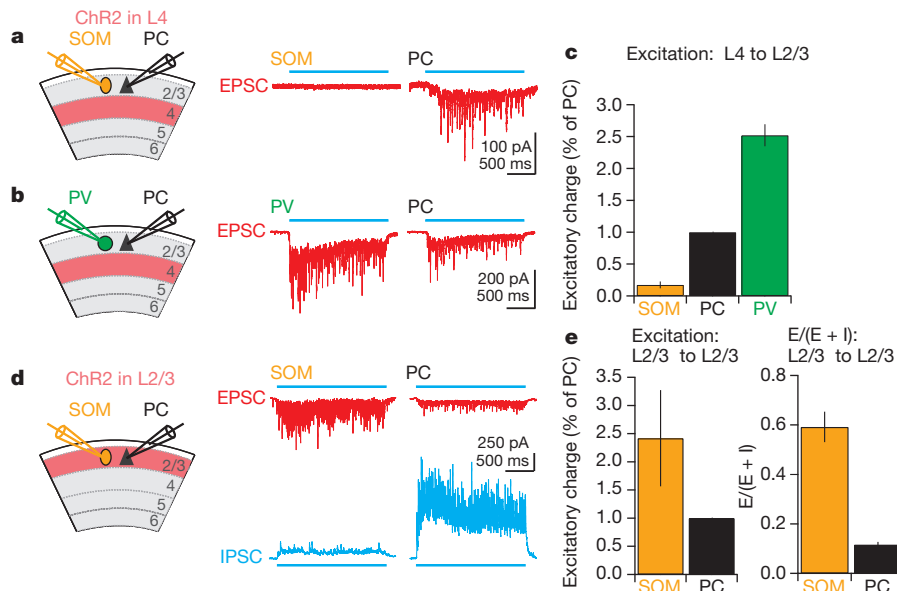 a
ChR2 in L4
SOM PC
2/3
4
5
6
SOM PC
EPSC
100 pA
500 ms
b
PV PC
2/3
4
5
6
PV PC
EPSC
200 pA
500 ms
c
Excitation: L4 to L2/3
Excitatory charge (% of PC)
3.0
2.5
2.0
1.5
1.0
0.5
0.0
SOM PC PV
d
ChR2 in L2/3
SOM PC
2/3
4
5
6
SOM PC
EPSC
250 pA
500 ms
IPSC
e
Excitation:
L2/3 to L2/3
Excitatory charge (% of PC)
3.5
3.0
2.5
2.0
1.5
1.0
0.5
0.0
SOM PC
E/(E + I):
L2/3 to L2/3
E/(E + I)
0.8
0.6
0.4
0.2
0.0
SOM PC